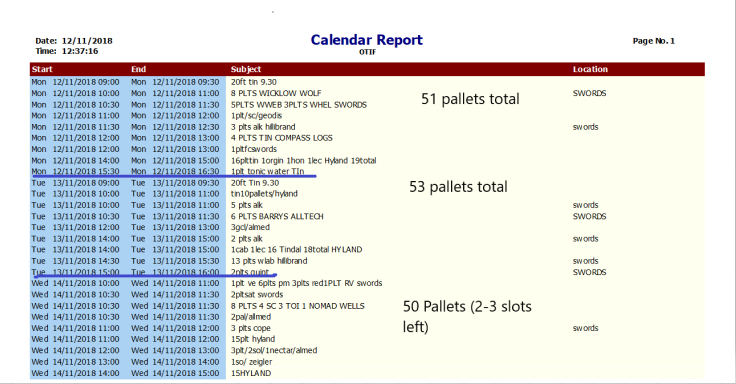 Date: 12/11/2018 Calendar Report Page No. 1
Time: 12:37:16 OTIF
Start End Subject Location
Mon 12/11/2018 09:00 Mon 12/11/2018 09:30 20ft tin 9.30
Mon 12/11/2018 10:00 Mon 12/11/2018 11:00 8 PLTS WICKLOW WOLF SWORDS
51 pallets total
Mon 12/11/2018 10:30 Mon 12/11/2018 11:30 5PLTS WWEB 3PLTS WHEL SWORDS
Mon 12/11/2018 11:00 Mon 12/11/2018 12:00 1plt/sc/geodis
Mon 12/11/2018 11:30 Mon 12/11/2018 12:30 3 plts alk hillibrand swords
Mon 12/11/2018 12:00 Mon 12/11/2018 13:00 4 PLTS TIN COMPASS LOGS
Mon 12/11/2018 12:00 Mon 12/11/2018 13:00 1pltfcswords
Mon 12/11/2018 14:00 Mon 12/11/2018 15:00 16plttin 1orgin 1hon 1lec Hyland 19total
Mon 12/11/2018 15:30 Mon 12/11/2018 16:30 1plt tonic water TIn
Tue 13/11/2018 09:00 Tue 13/11/2018 09:30 20ft Tin 9.30
53 pallets total
Tue 13/11/2018 10:00 Tue 13/11/2018 11:00 tin10pallets/hyland
Tue 13/11/2018 10:00 Tue 13/11/2018 11:00 5 plts alk swords
Tue 13/11/2018 10:30 Tue 13/11/2018 11:30 6 PLTS BARRYS ALLTECH SWORDS
Tue 13/11/2018 12:00 Tue 13/11/2018 13:00 3gcl/almed
Tue 13/11/2018 14:00 Tue 13/11/2018 15:00 2 plts alk swords
Tue 13/11/2018 14:00 Tue 13/11/2018 15:00 1cab 1lec 16 Tindal 18total HYLAND
Tue 13/11/2018 14:30 Tue 13/11/2018 15:30 13 plts wlab hilibrand swords
Tue 13/11/2018 15:00 Tue 13/11/2018 16:00 2plts quint SWORDS
Wed 14/11/2018 10:00 Wed 14/11/2018 11:00 1plt ve 6plts pm 3plts red1PLT RV swords
Wed 14/11/2018 10:30 Wed 14/11/2018 11:30 2pltsat swords
Wed 14/11/2018 10:30 Wed 14/11/2018 11:30 8 PLTS 4 SC 3 TOI 1 NOMAD WELLS
50 Pallets (2-3 slots
left)
Wed 14/11/2018 11:00 Wed 14/11/2018 11:30 2pal/allmed
Wed 14/11/2018 11:00 Wed 14/11/2018 12:00 3 plts cope swords
Wed 14/11/2018 11:00 Wed 14/11/2018 12:00 15plt hyland
Wed 14/11/2018 12:00 Wed 14/11/2018 13:00 3plt/2sol/1nectar/almed
Wed 14/11/2018 13:00 Wed 14/11/2018 14:00 1so/ zeigler
Wed 14/11/2018 14:00 Wed 14/11/2018 15:00 15HYLAND